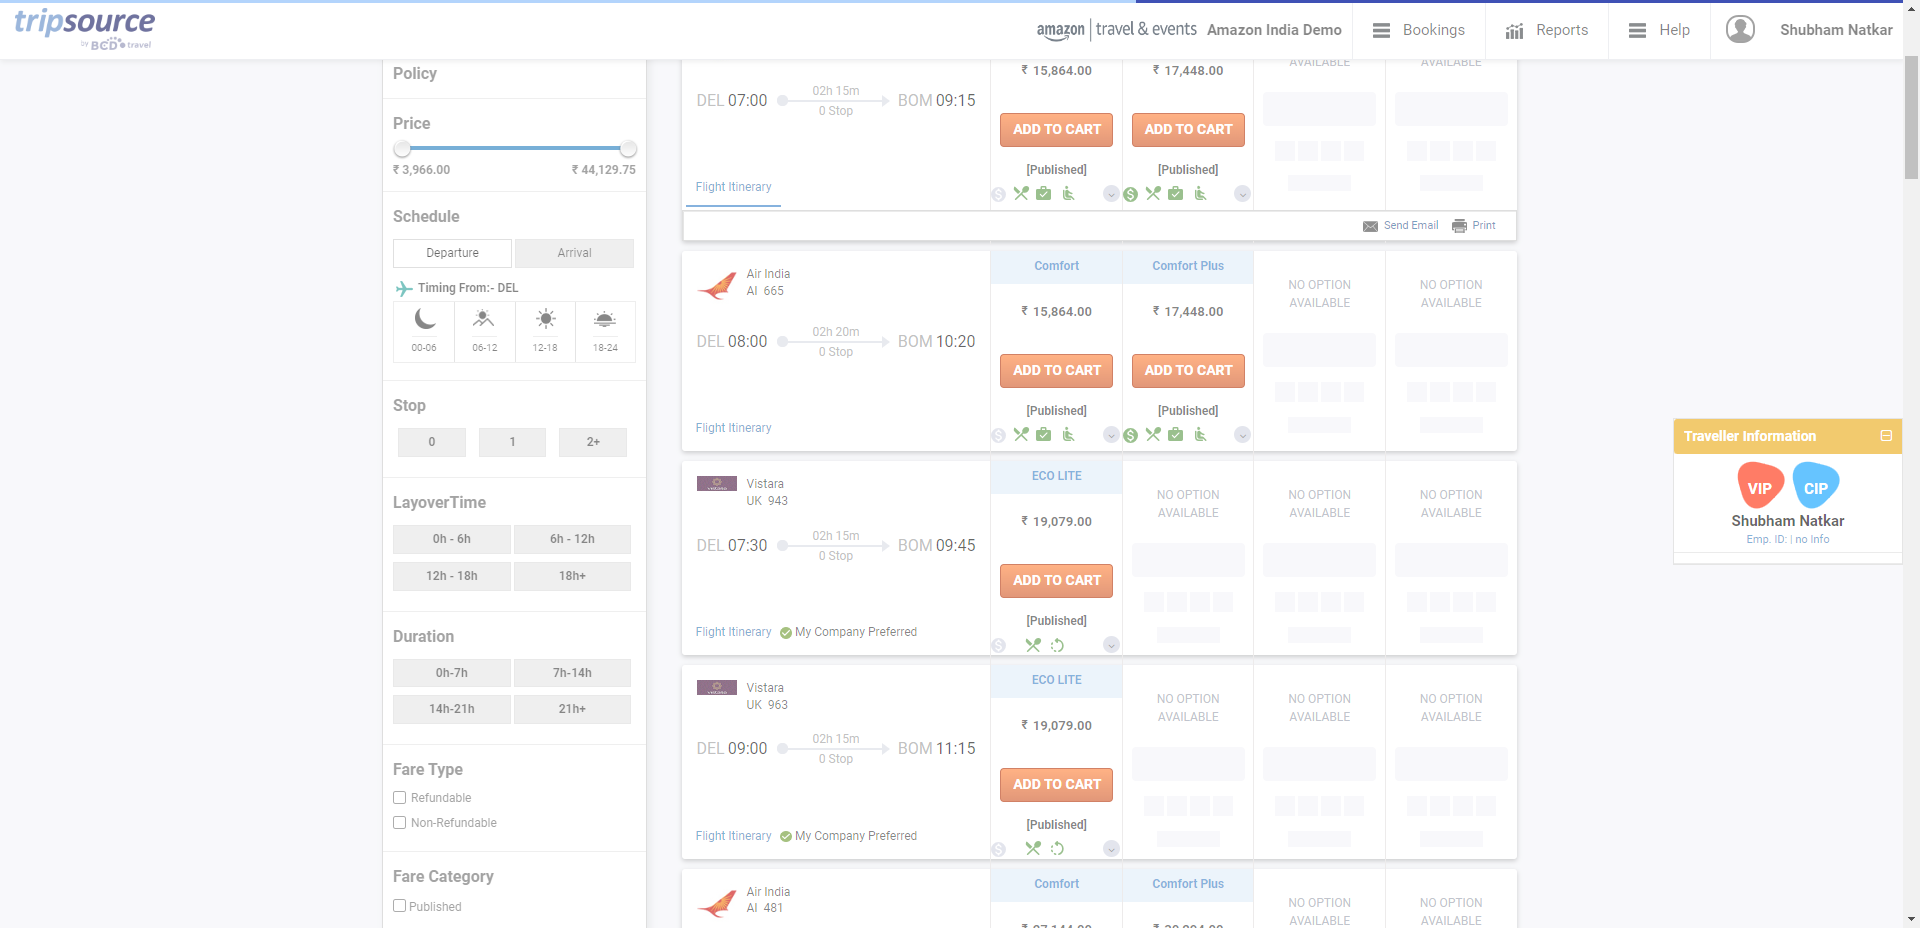 tripsource
by BCD travel
amazon | travel & events Amazon India Demo
Bookings
Reports
Help
Shubham Natkar
Policy
Price
₹ 3,966.00 ₹ 44,129.75
Schedule
Departure Arrival
Timing From:- DEL
00-06 06-12 12-18 18-24
Stop
0 1 2+
LayoverTime
0h - 6h 6h - 12h
12h - 18h 18h+
Duration
0h-7h 7h-14h
14h-21h 21h+
Fare Type
Refundable
Non-Refundable
Fare Category
Published
₹ 15,864.00 ₹ 17,448.00 AVAILABLE AVAILABLE
02h 15m
DEL 07:00 BOM 09:15
0 Stop
ADD TO CART ADD TO CART
[Published] [Published]
Flight Itinerary
Send Email Print
Air India
AI 665
Comfort Comfort Plus
NO OPTION AVAILABLE NO OPTION AVAILABLE
₹ 15,864.00 ₹ 17,448.00
02h 20m
DEL 08:00 BOM 10:20
0 Stop
ADD TO CART ADD TO CART
[Published] [Published]
Flight Itinerary
Vistara
UK 943
ECO LITE
NO OPTION AVAILABLE NO OPTION AVAILABLE NO OPTION AVAILABLE
₹ 19,079.00
02h 15m
DEL 07:30 BOM 09:45
0 Stop
ADD TO CART
[Published]
Flight Itinerary My Company Preferred
Vistara
UK 963
ECO LITE
NO OPTION AVAILABLE NO OPTION AVAILABLE NO OPTION AVAILABLE
₹ 19,079.00
02h 15m
DEL 09:00 BOM 11:15
0 Stop
ADD TO CART
[Published]
Flight Itinerary My Company Preferred
Air India
AI 481
Comfort Comfort Plus
NO OPTION AVAILABLE NO OPTION AVAILABLE
Traveller Information
VIP CIP
Shubham Natkar
Emp. ID: | no Info